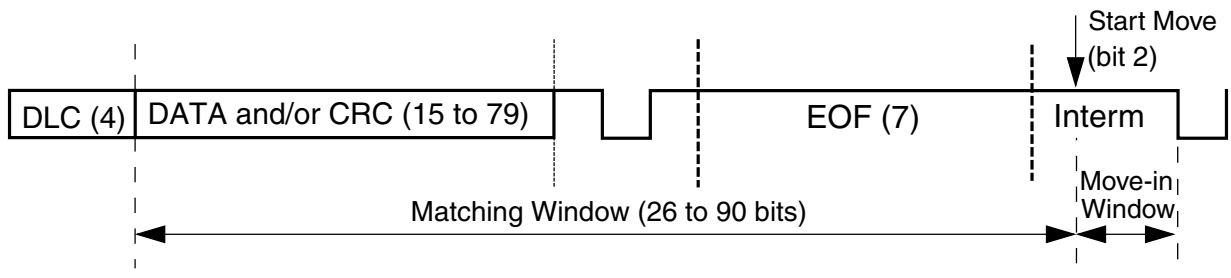 Start Move
(bit 2)
DLC (4)
DATA and/or CRC (15 to 79)
EOF (7)
Interm
Matching Window (26 to 90 bits)
Move-in
Window